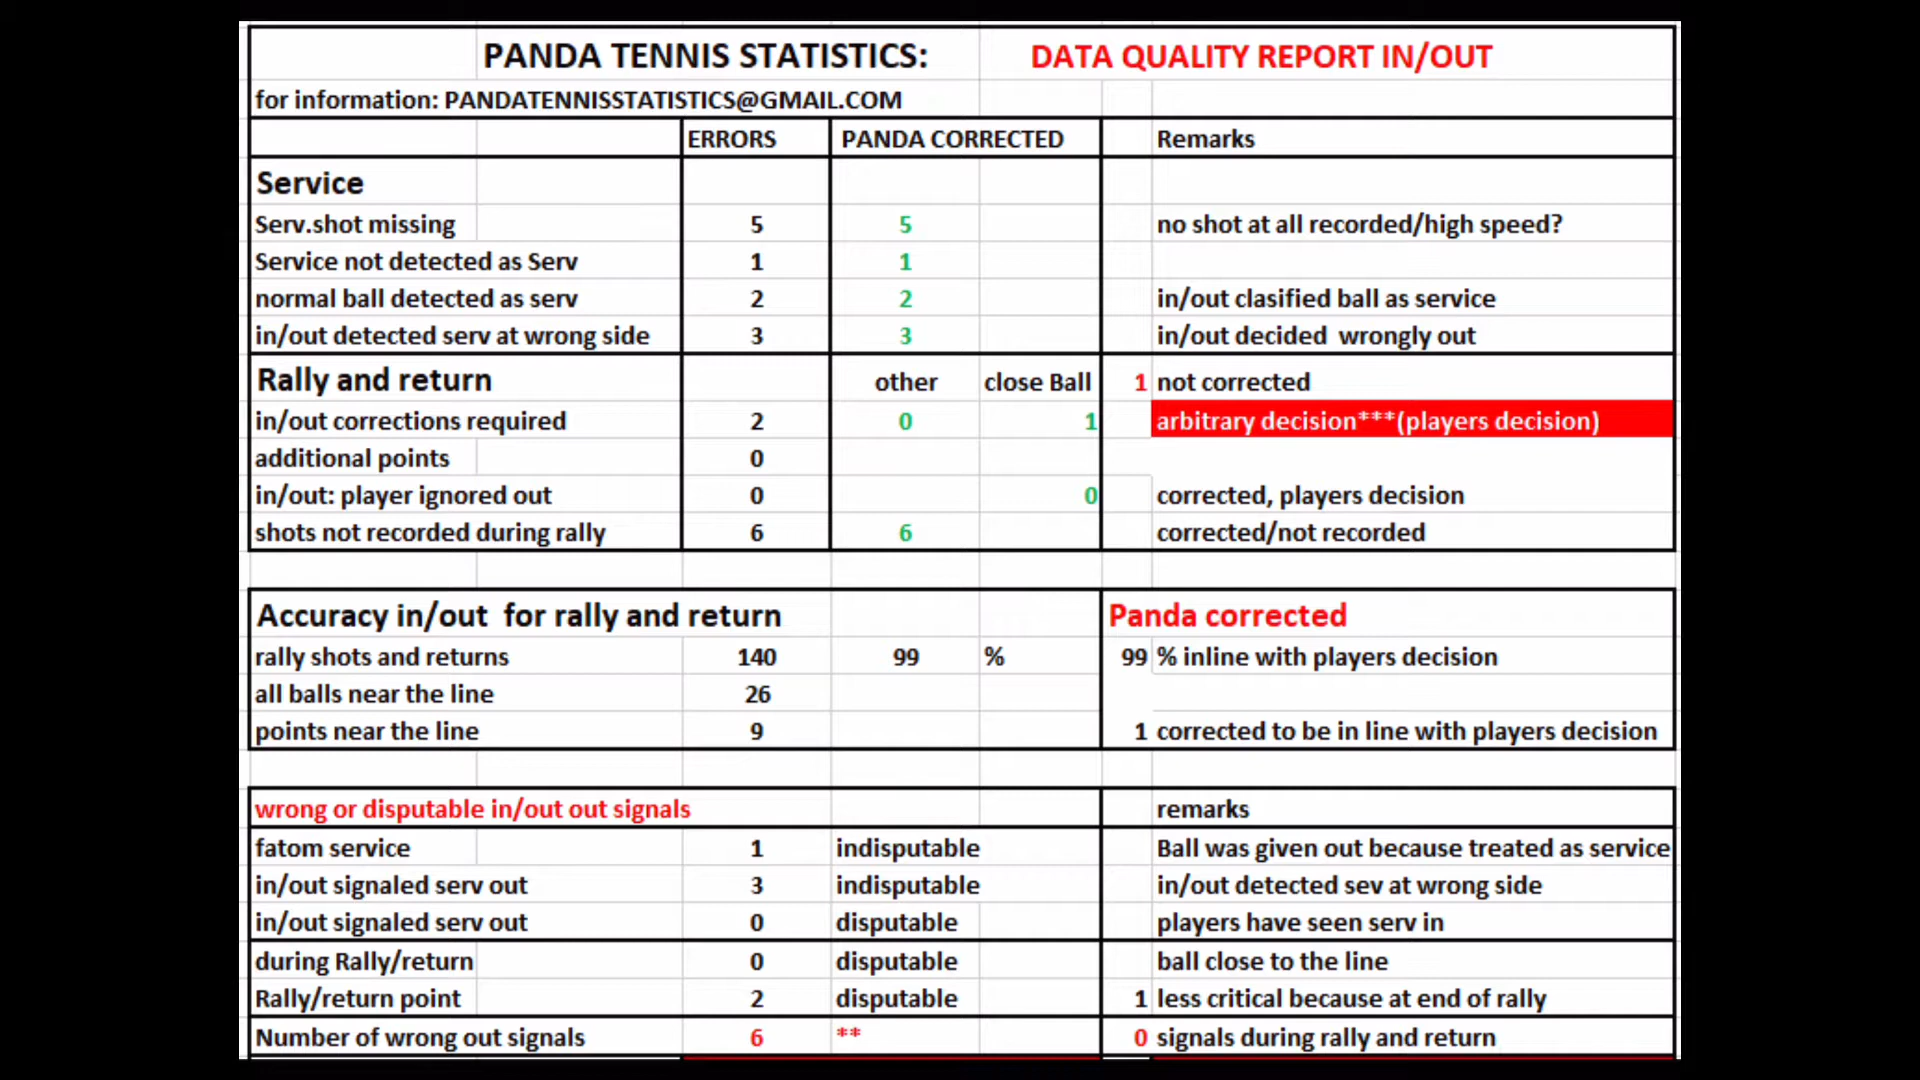 PANDA TENNIS STATISTICS: DATA QUALITY REPORT IN/OUT
for information: PANDATENNISSTATISTICS@GMAIL.COM
ERRORS PANDA CORRECTED Remarks
Service
Serv.shot missing 5 5 no shot at all recorded/high speed?
Service not detected as Serv 1 1
normal ball detected as serv 2 2 in/out clasified ball as service
in/out detected serv at wrong side 3 3 in/out decided wrongly out
Rally and return other close Ball 1 not corrected
in/out corrections required 2 0 1 arbitrary decision***(players decision)
additional points 0
in/out: player ignored out 0 0 corrected, players decision
shots not recorded during rally 6 6 corrected/not recorded
Accuracy in/out for rally and return Panda corrected
rally shots and returns 140 99 % 99 % inline with players decision
all balls near the line 26
points near the line 9 1 corrected to be in line with players decision
wrong or disputable in/out out signals remarks
fatom service 1 indisputable Ball was given out because treated as service
in/out signaled serv out 3 indisputable in/out detected sev at wrong side
in/out signaled serv out 0 disputable players have seen serv in
during Rally/return 0 disputable ball close to the line
Rally/return point 2 disputable 1 less critical because at end of rally
Number of wrong out signals 6 ** 0 signals during rally and return